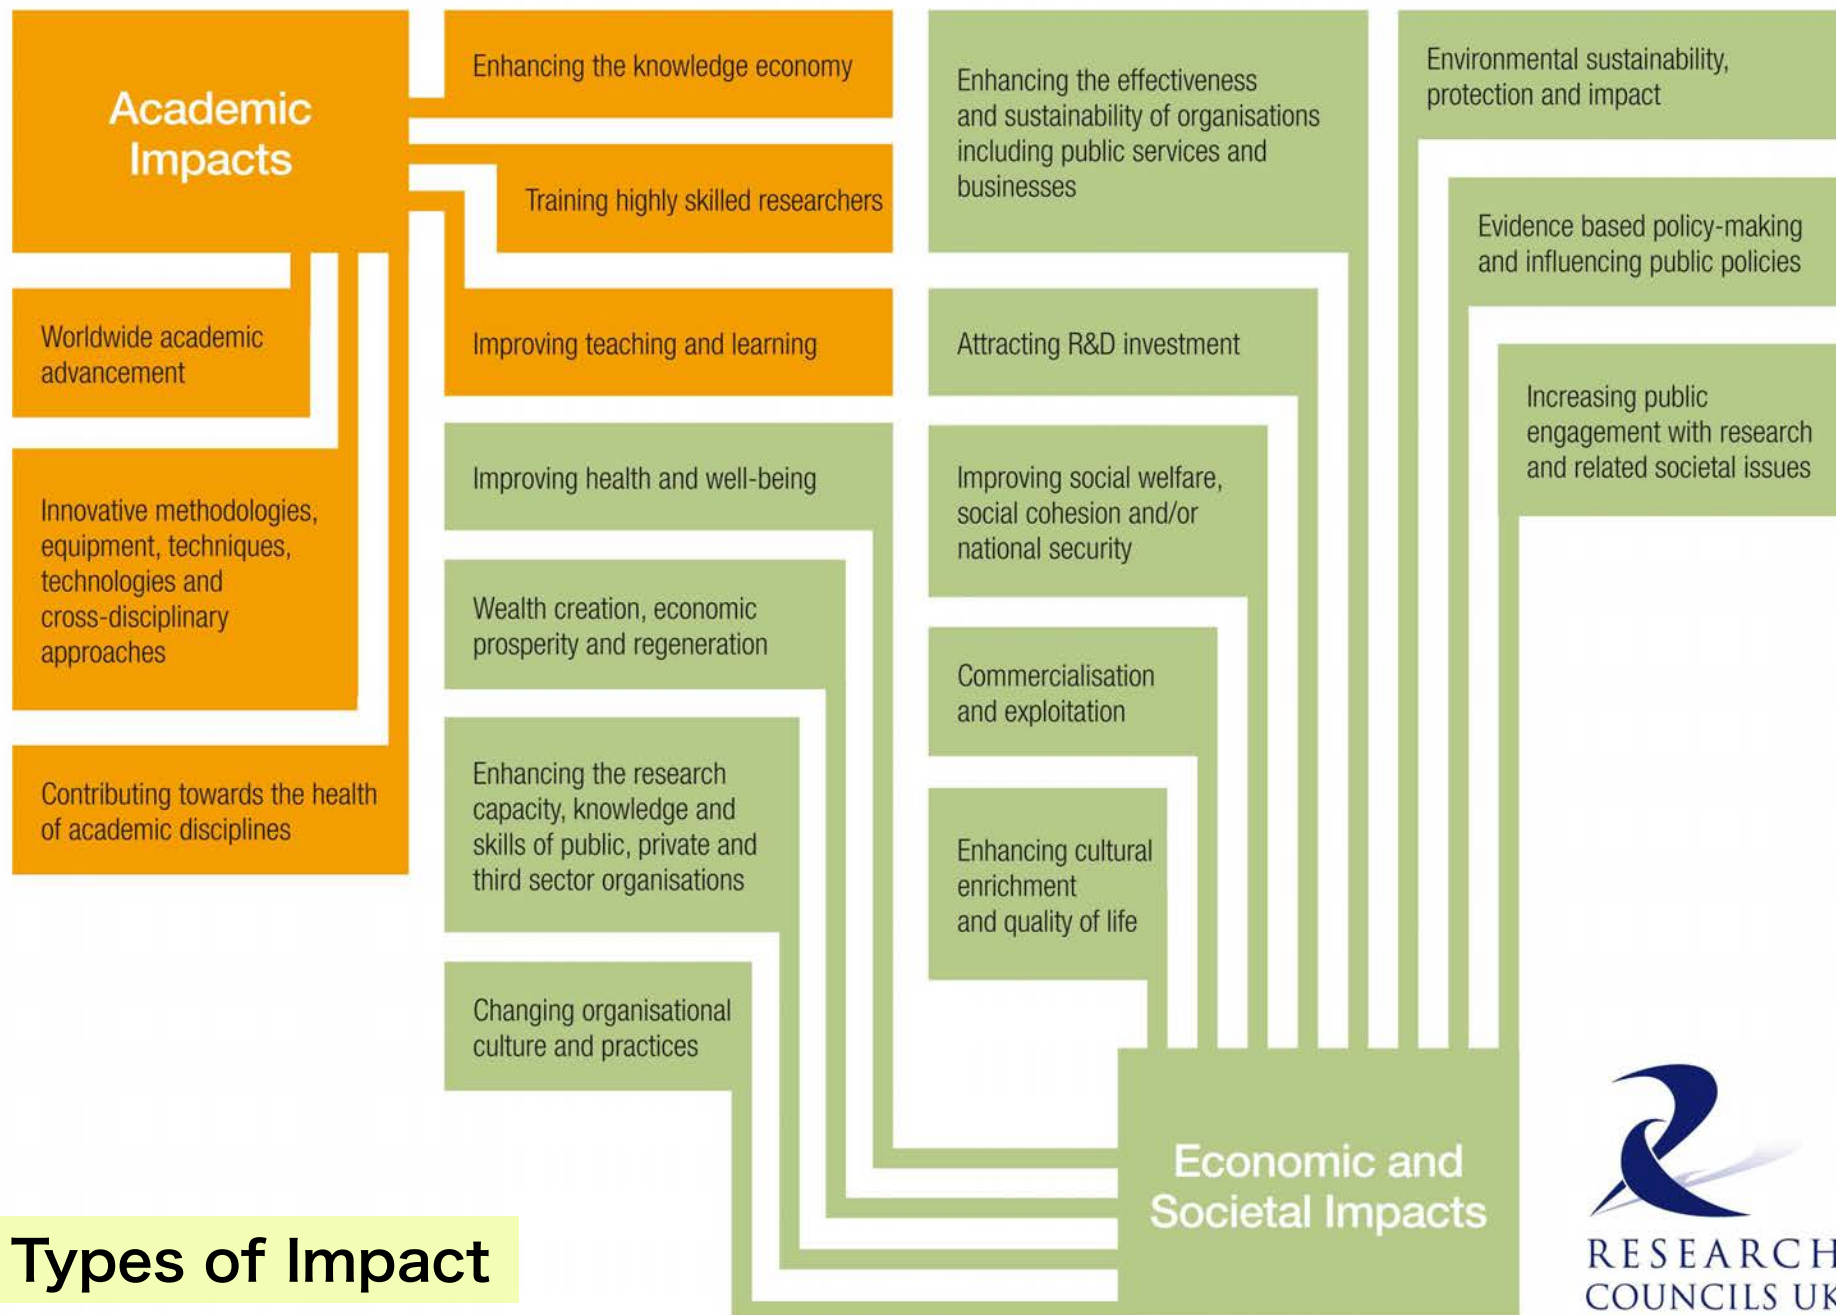 Academic
Impacts
Enhancing the knowledge economy
Training highly skilled researchers
Improving teaching and learning
Worldwide academic
advancement
Innovative methodologies,
equipment, techniques,
technologies and
cross-disciplinary
approaches
Contributing towards the health
of academic disciplines
Improving health and well-being
Wealth creation, economic
prosperity and regeneration
Enhancing the research
capacity, knowledge and
skills of public, private and
third sector organisations
Changing organisational
culture and practices
Enhancing the effectiveness
and sustainability of organisations
including public services and
businesses
Attracting R&D investment
Improving social welfare,
social cohesion and/or
national security
Commercialisation
and exploitation
Enhancing cultural
enrichment
and quality of life
Environmental sustainability,
protection and impact
Evidence based policy-making
and influencing public policies
Increasing public
engagement with research
and related societal issues
Economic and
Societal Impacts
Types of Impact
RESEARCH
COUNCILS UK